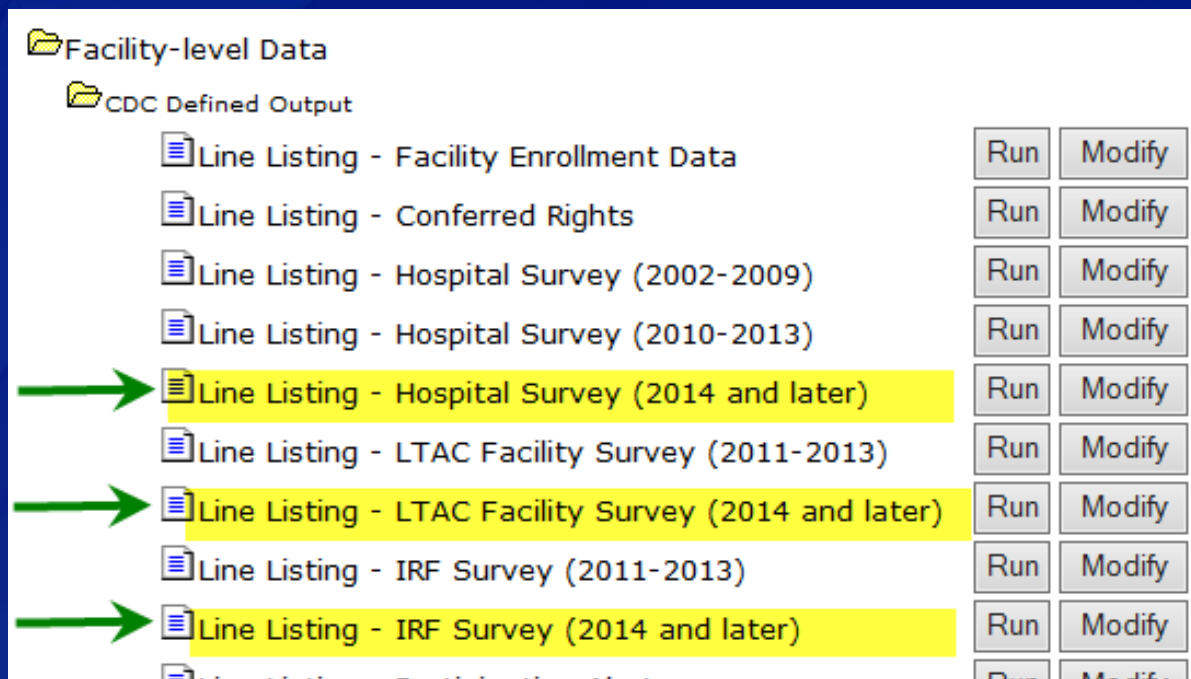 Facility-level Data
CDC Defined Output
Line Listing - Facility Enrollment Data Run Modify
Line Listing - Conferred Rights Run Modify
Line Listing - Hospital Survey (2002-2009) Run Modify
Line Listing - Hospital Survey (2010-2013) Run Modify
Line Listing - Hospital Survey (2014 and later) Run Modify
Line Listing - LTAC Facility Survey (2011-2013) Run Modify
Line Listing - LTAC Facility Survey (2014 and later) Run Modify
Line Listing - IRF Survey (2011-2013) Run Modify
Line Listing - IRF Survey (2014 and later) Run Modify